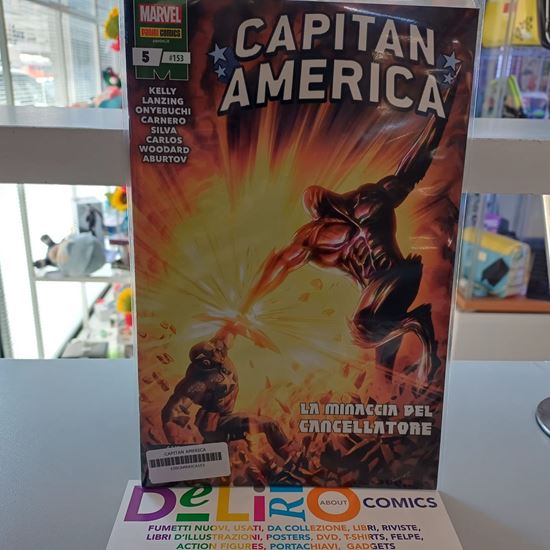 MARVEL
PANINI COMICS
5 #153
CAPITAN
AMERICA
KELLY
LANZING
ONYEBUCHI
CARNERO
SILVA
CARLOS
WOODARD
ABURTOV
LA MINACCIA DEL
CANCELLATORE
CAPITAN AMERICA
DELIRIO ABOUT COMICS
FUMETTI NUOVI, USATI, DA COLLEZIONE, LIBRI, RIVISTE,
LIBRI D'ILLUSTRAZIONI, POSTERS, DVD, T-SHIRTS, FELPE,
ACTION FIGURES, PORTACHIAVI, GADGETS